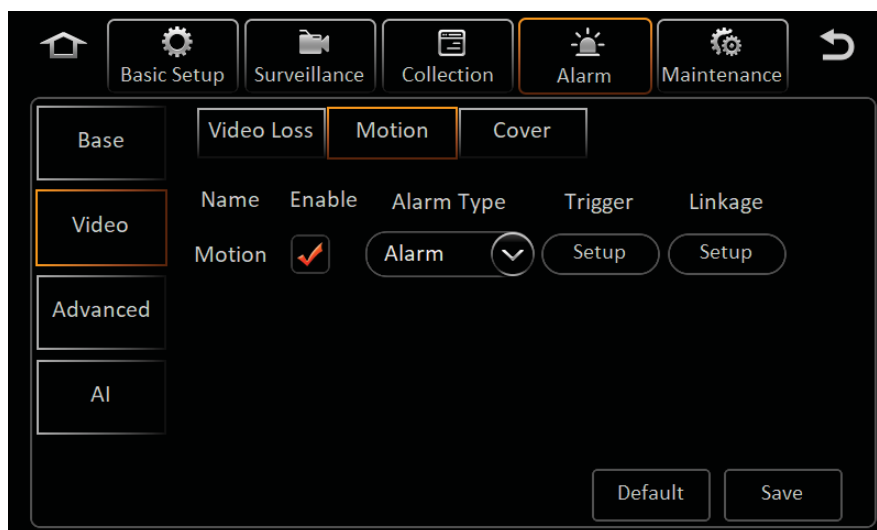 Basic Setup Surveillance Collection Alarm Maintenance
Base
Video
Advanced
AI
Video Loss Motion Cover
Name Enable Alarm Type Trigger Linkage
Motion Alarm Setup Setup
Default Save